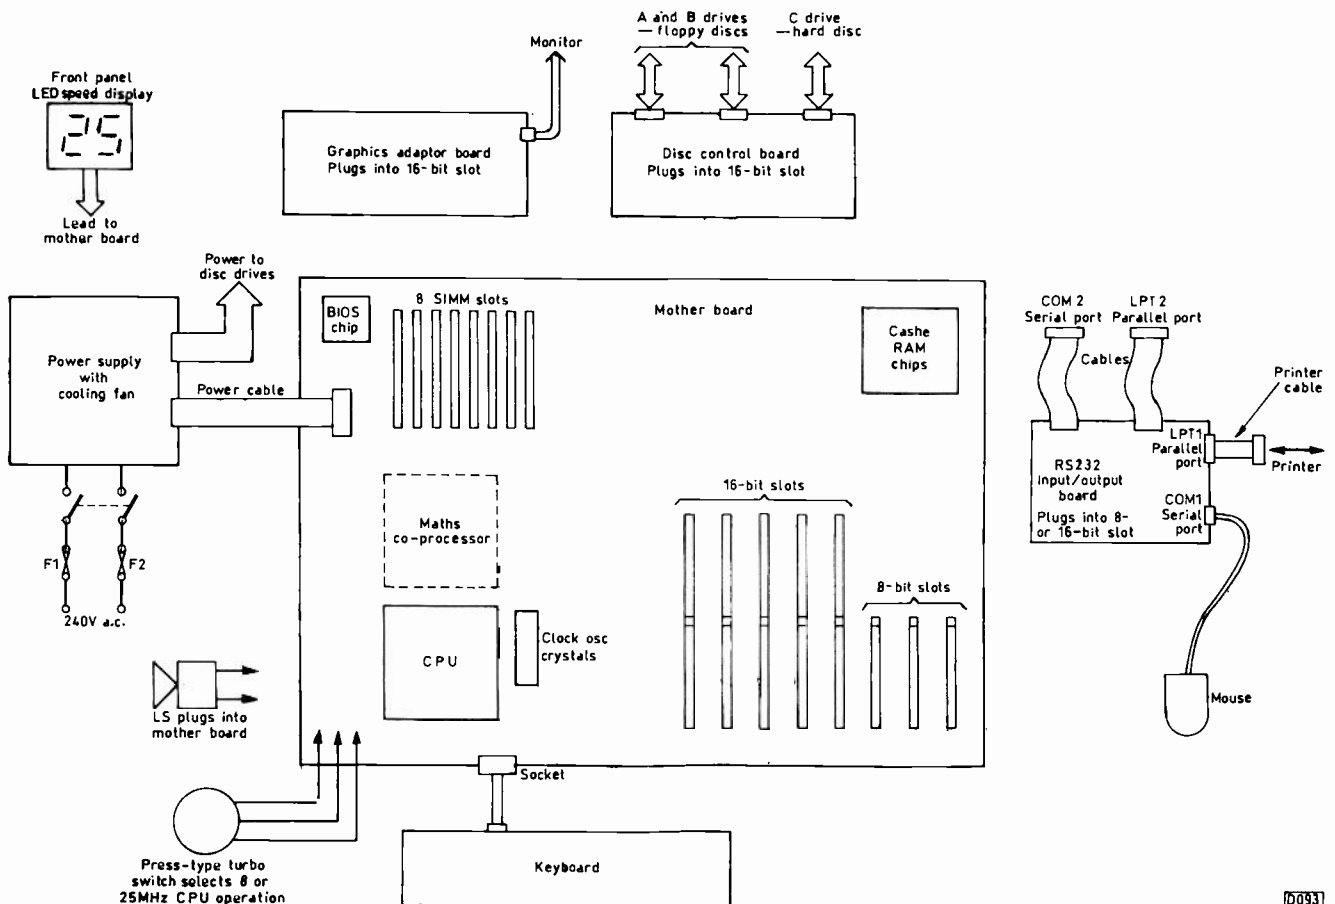 A and B drives
—floppy discs
C drive
—hard disc
Monitor
Front panel
LED speed display
25
Graphics adaptor board
Plugs into 16-bit slot
Disc control board
Plugs into 16-bit slot
Lead to
mother board
Power to
disc drives
BIOS
chip
8 SIMM slots
Mother board
Cashe
RAM
chips
COM 2
Serial port
LPT 2
Parallel port
Cables
Printer
cable
Power supply
with
cooling fan
Power cable
LPT1
Parallel
port
Printer
RS232
Input/output
board
Plugs into 8-
or 16-bit slot
COM1
Serial
port
16-bit slots
Maths
co-processor
F1
F2
240V a.c.
8-bit slots
CPU
Clock osc
crystals
Mouse
LS plugs into
mother board
Socket
Keyboard
Press-type turbo
switch selects 8 or
25MHz CPU operation
D093